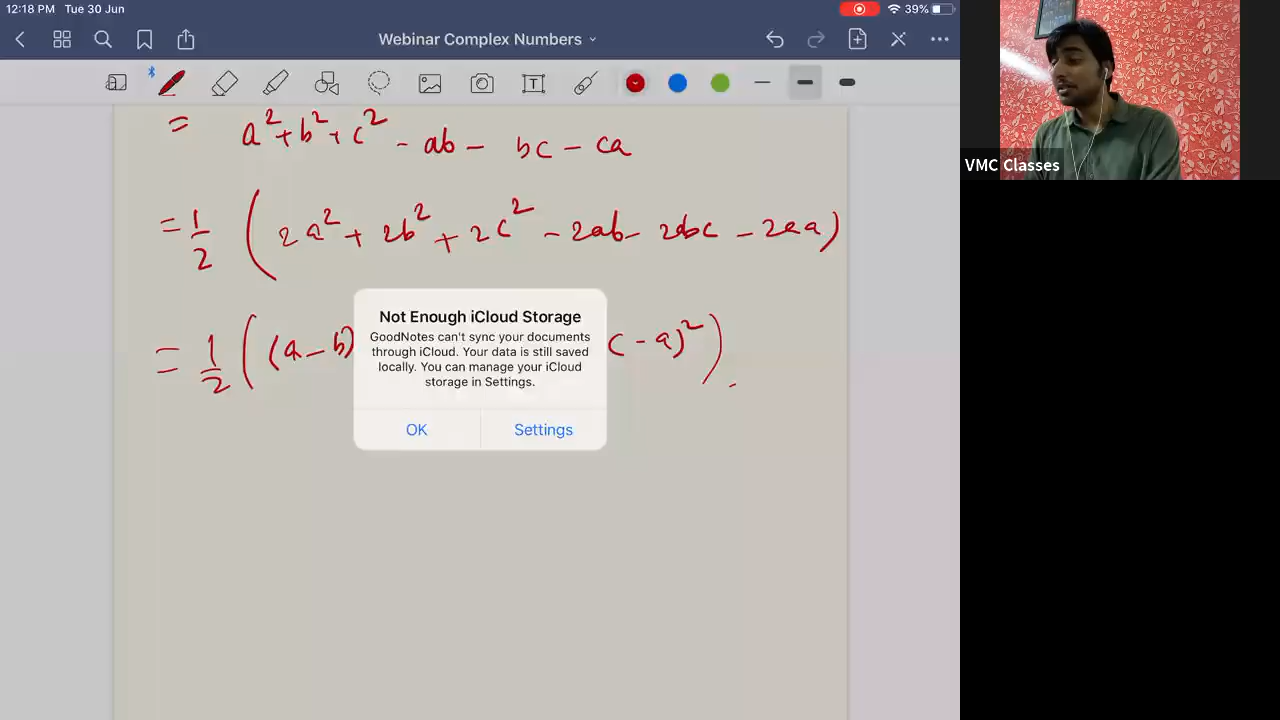 12:18 PM Tue 30 Jun
39%
Webinar Complex Numbers
= a² + b² + c² - ab - bc - ca
= 1/2 ( 2a² + 2b² + 2c² - 2ab - 2bc - 2ca )
= 1/2 ( (a - b) c - a)² ) .
Not Enough iCloud Storage
GoodNotes can't sync your documents
through iCloud. Your data is still saved
locally. You can manage your iCloud
storage in Settings.
OK Settings
VMC Classes